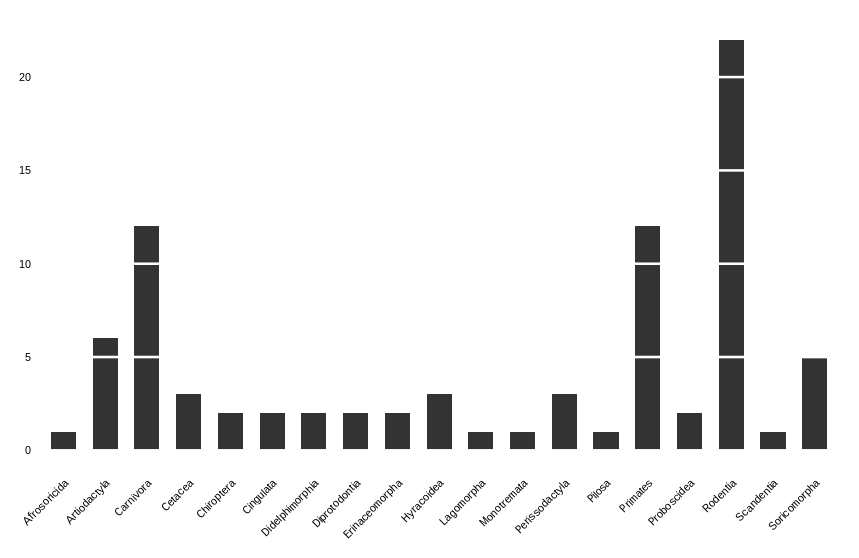 20
15
10
5
0
Afrosoricida
Artiodactyla
Carnivora
Cetacea
Chiroptera
Cingulata
Didelphimorphia
Diprotodontia
Erinaceomorpha
Hyracoidea
Lagomorpha
Monotremata
Perissodactyla
Pilosa
Primates
Proboscidea
Rodentia
Scandentia
Soricomorpha